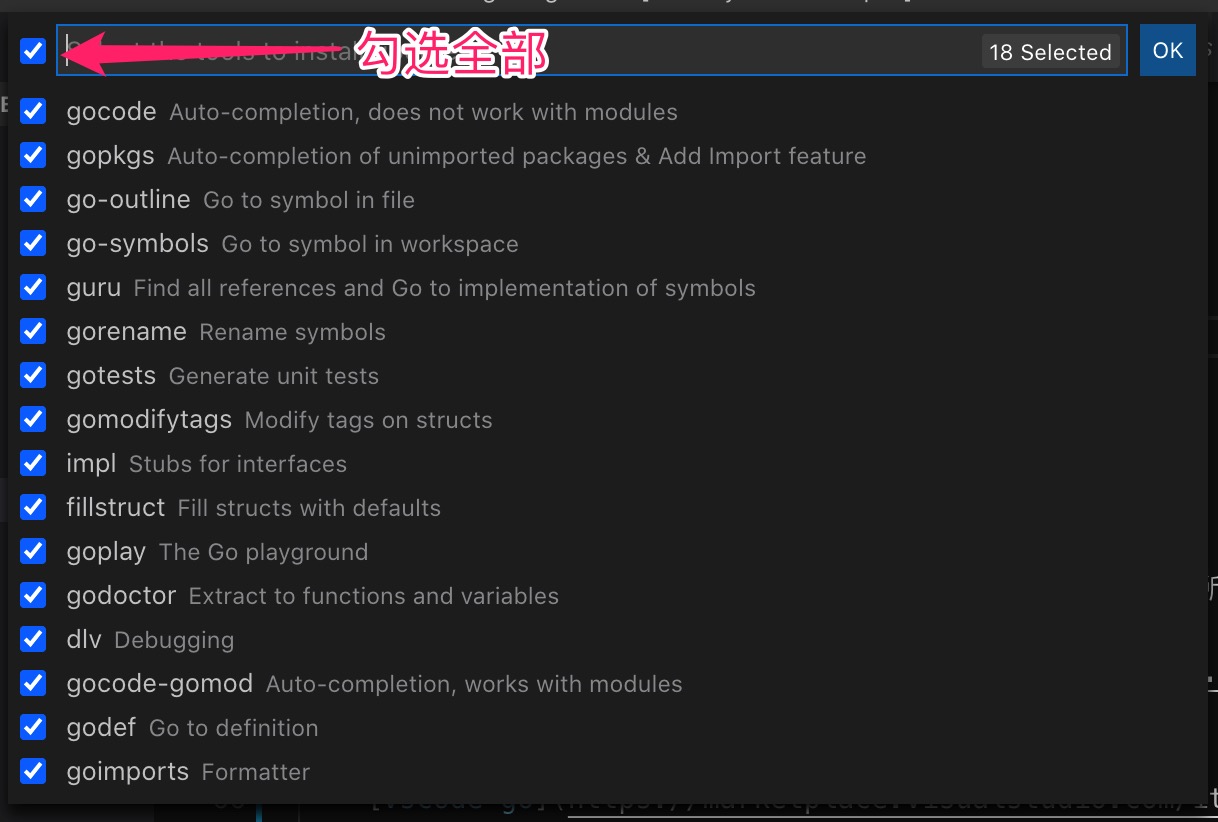 勾选全部
18 Selected
OK
gocode Auto-completion, does not work with modules
gopkgs Auto-completion of unimported packages & Add Import feature
go-outline Go to symbol in file
go-symbols Go to symbol in workspace
guru Find all references and Go to implementation of symbols
gorename Rename symbols
gotests Generate unit tests
gomodifytags Modify tags on structs
impl Stubs for interfaces
fillstruct Fill structs with defaults
goplay The Go playground
godoctor Extract to functions and variables
dlv Debugging
gocode-gomod Auto-completion, works with modules
godef Go to definition
goimports Formatter